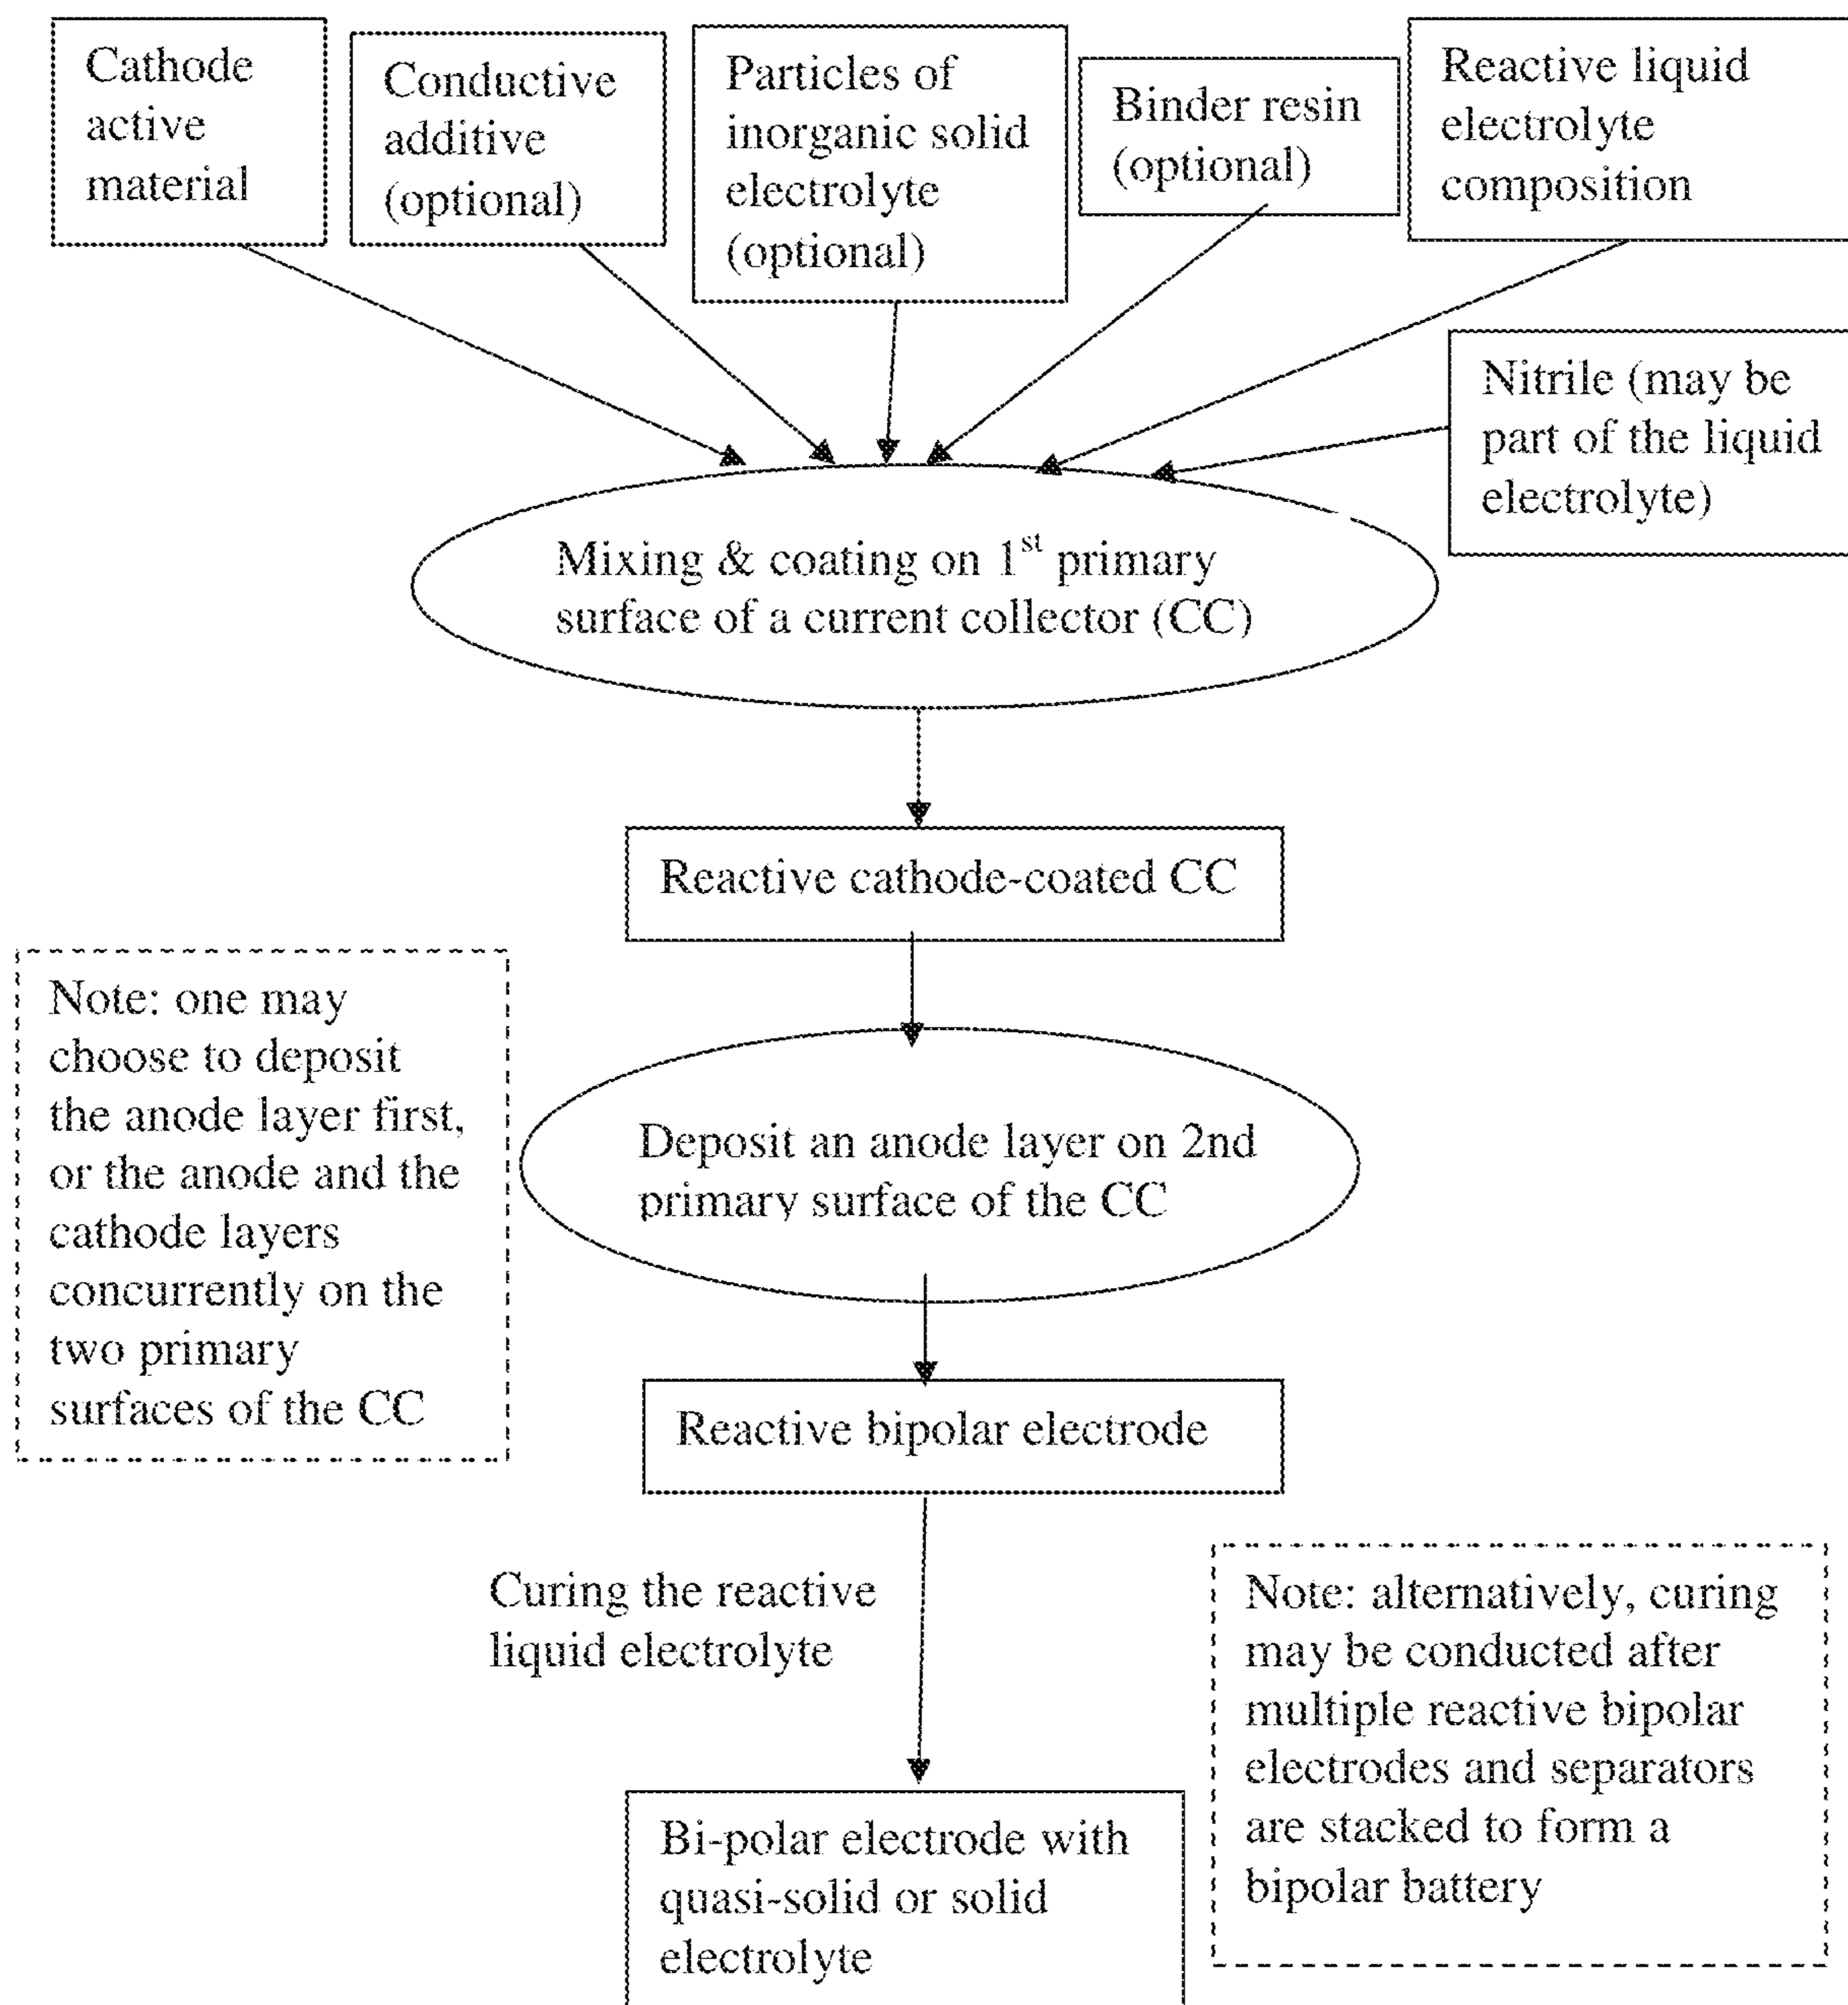 Cathode
active
material
Conductive
additive
(optional)
Particles of
inorganic solid
electrolyte
(optional)
Binder resin
(optional)
Reactive liquid
electrolyte
composition
Nitrile (may be
part of the liquid
electrolyte)
Mixing & coating on 1st primary
surface of a current collector (CC)
Reactive cathode-coated CC
Note: one may
choose to deposit
the anode layer first,
or the anode and the
cathode layers
concurrently on the
two primary
surfaces of the CC
Deposit an anode layer on 2nd
primary surface of the CC
Reactive bipolar electrode
Curing the reactive
liquid electrolyte
Note: alternatively, curing
may be conducted after
multiple reactive bipolar
electrodes and separators
are stacked to form a
bipolar battery
Bi-polar electrode with
quasi-solid or solid
electrolyte